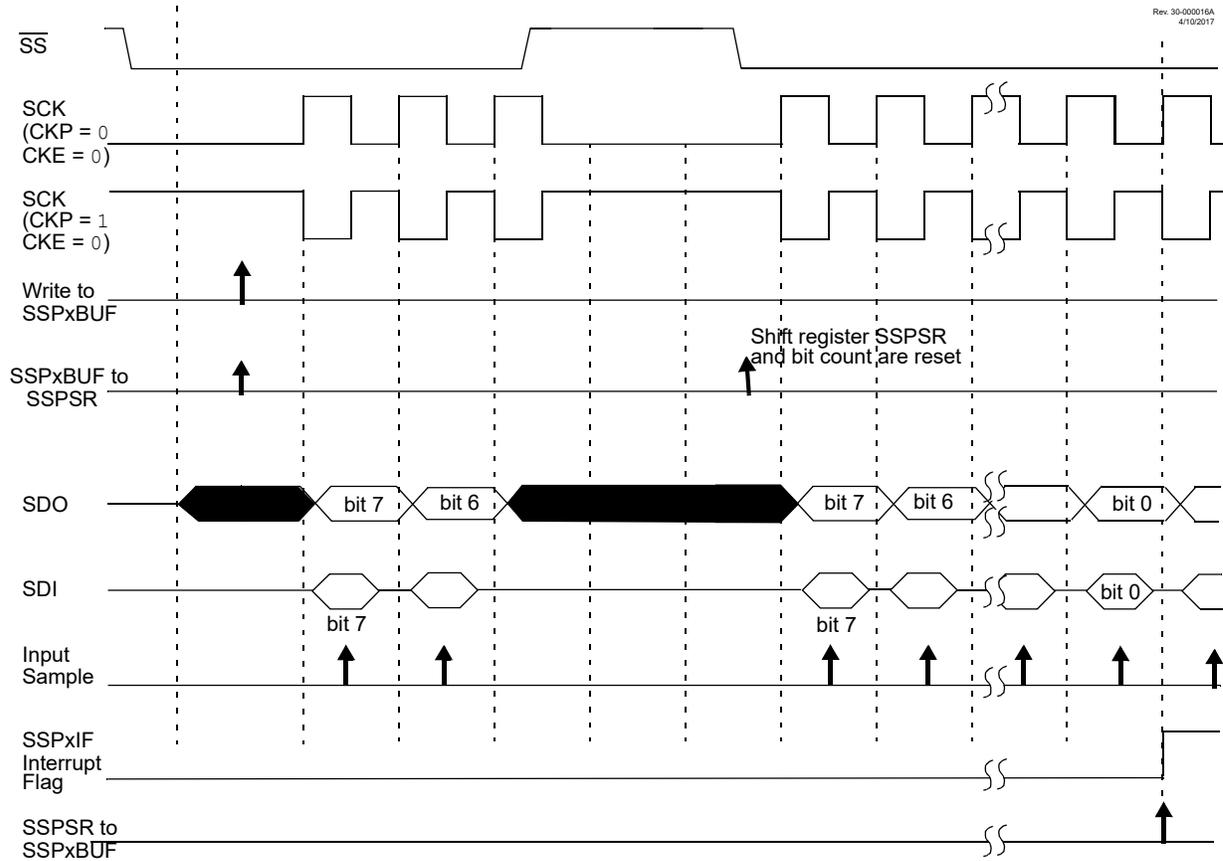 Rev. 30-000016A
4/10/2017
SS
SCK
(CKP = 0
CKE = 0)
SCK
(CKP = 1
CKE = 0)
Write to
SSPxBUF
Shift register SSPSR
and bit count are reset
SSPxBUF to
SSPSR
SDO
bit 7
bit 6
bit 7
bit 6
bit 0
SDI
bit 0
bit 7
bit 7
Input
Sample
SSPxIF
Interrupt
Flag
SSPSR to
SSPxBUF